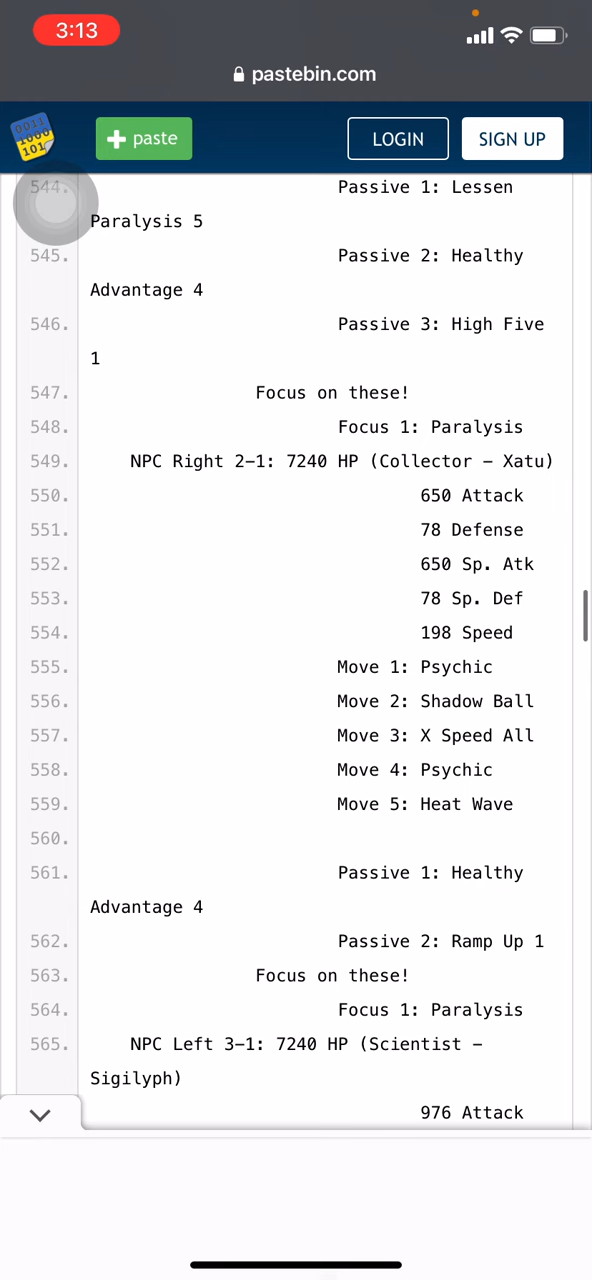 3:13
pastebin.com
0011
1000
101
+ paste
LOGIN
SIGN UP
544. Passive 1: Lessen
Paralysis 5
545. Passive 2: Healthy
Advantage 4
546. Passive 3: High Five
1
547. Focus on these!
548. Focus 1: Paralysis
549. NPC Right 2-1: 7240 HP (Collector - Xatu)
550. 650 Attack
551. 78 Defense
552. 650 Sp. Atk
553. 78 Sp. Def
554. 198 Speed
555. Move 1: Psychic
556. Move 2: Shadow Ball
557. Move 3: X Speed All
558. Move 4: Psychic
559. Move 5: Heat Wave
560.
561. Passive 1: Healthy
Advantage 4
562. Passive 2: Ramp Up 1
563. Focus on these!
564. Focus 1: Paralysis
565. NPC Left 3-1: 7240 HP (Scientist -
Sigilyph)
976 Attack